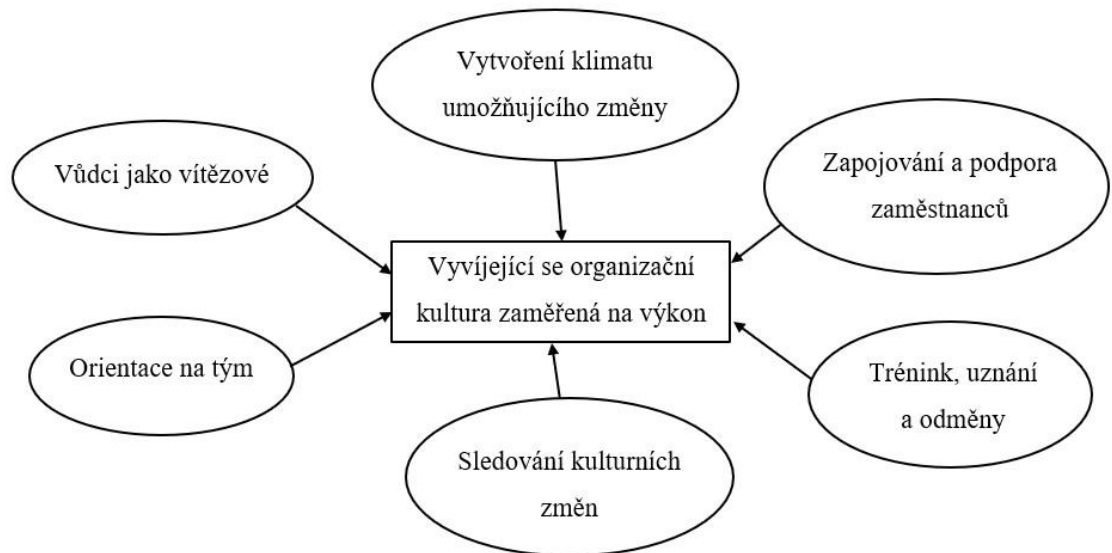 Vytvoření klimatu
umožňujícího změny
Vůdci jako vítězové
Zapojování a podpora
zaměstnanců
Vyvíjející se organizační
kultura zaměřená na výkon
Orientace na tým
Trénink, uznání
a odměny
Sledování kulturních
změn